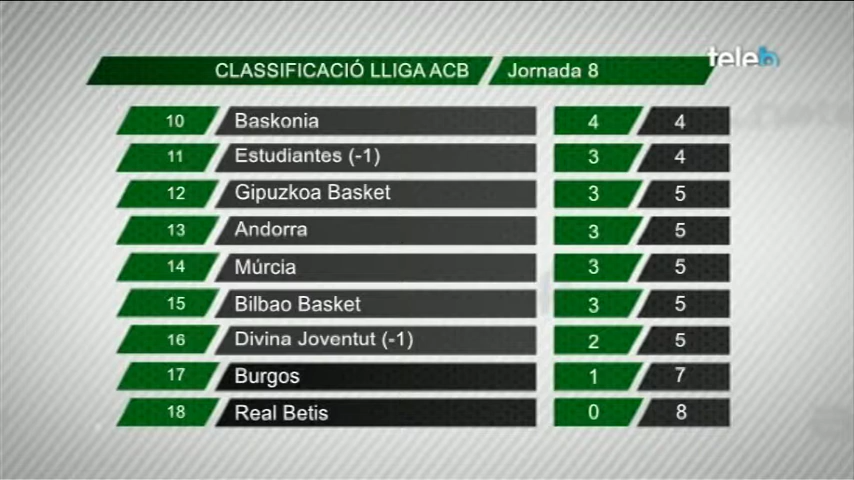 teleb
CLASSIFICACIÓ LLIGA ACB Jornada 8
10 Baskonia 4 4
11 Estudiantes (-1) 3 4
12 Gipuzkoa Basket 3 5
13 Andorra 3 5
14 Múrcia 3 5
15 Bilbao Basket 3 5
16 Divina Joventut (-1) 2 5
17 Burgos 1 7
18 Real Betis 0 8